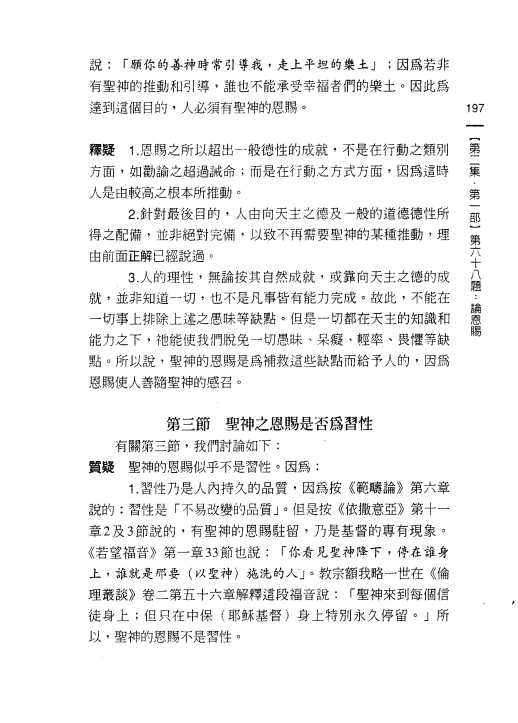 說：「願你的善神時常引導我，走上平坦的樂土」；因爲若非
有聖神的推動和引導，誰也不能承受幸福者們的樂土。因此爲
達到這個目的，人必須有聖神的恩賜。
釋疑　1.恩賜之所以超出一般德性的成就，不是在行動之類別
方面，如勸諭之超過誡命；而是在行動之方式方面，因爲這時
人是由較高之根本所推動。
2.針對最後目的，人由向天主之德及一般的道德德性所
得之配備，並非絕對完備，以致不再需要聖神的某種推動，理
由前面正解已經說過。
3.人的理性，無論按其自然成就，或靠向天主之德的成
就，並非知道一切，也不是凡事皆有能力完成。故此，不能在
一切事上排除上述之愚昧等缺點。但是一切都在天主的知識和
能力之下，祂能使我們脫免一切愚昧、呆癡、輕率、畏懼等缺
點。所以說，聖神的恩賜是爲補救這些缺點而給予人的，因爲
恩賜使人善隨聖神的感召。
第三節　聖神之恩賜是否爲習性
有關第三節，我們討論如下：
質疑　聖神的恩賜似乎不是習性。因爲：
1.習性乃是人內持久的品質，因爲按《範疇論》第六章
說的：習性是「不易改變的品質」。但是按《依撒意亞》第十一
章2及3節說的，有聖神的恩賜駐留，乃是基督的專有現象。
《若望福音》第一章33節也說：「你看見聖神降下，停在誰身
上，誰就是那要（以聖神）施洗的人」。教宗額我略一世在《倫
理叢談》卷二第五十六章解釋這段福音說：「聖神來到每個信
徒身上；但只在中保（耶穌基督）身上特別永久停留。」所
以，聖神的恩賜不是習性。
197
【第二集．第一部】第六十八題：論恩賜